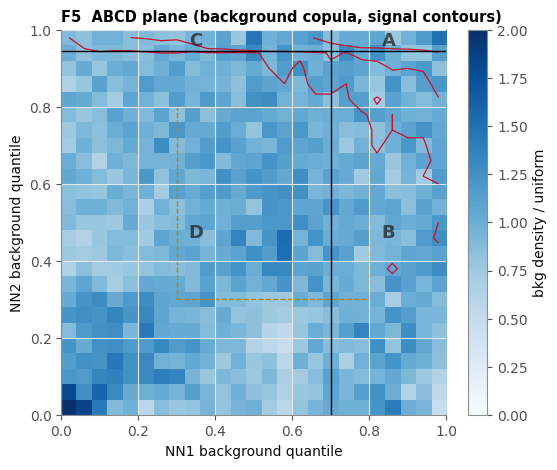 F5  ABCD plane (background copula, signal contours)
1.0
0.8
0.6
0.4
0.2
0.0
NN2 background quantile
C
A
D
B
0.0
0.2
0.4
0.6
0.8
1.0
NN1 background quantile
2.00
1.75
1.50
1.25
1.00
0.75
0.50
0.25
0.00
bkg density / uniform